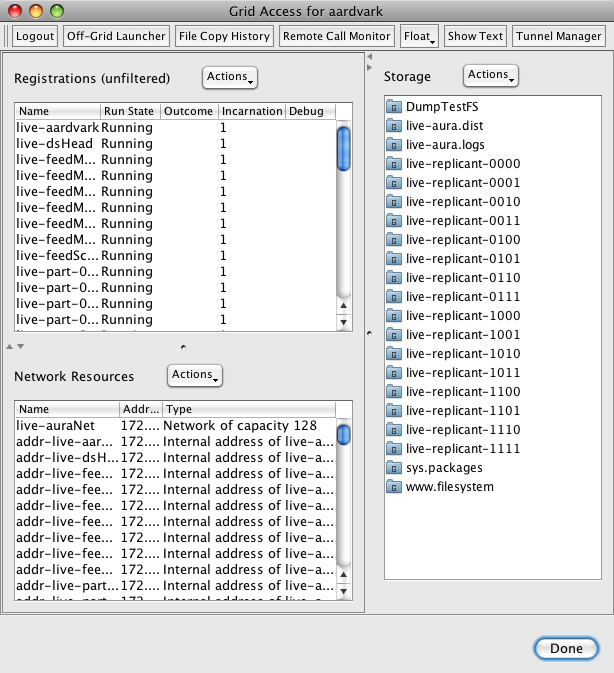 Grid Access for aardvark
Logout Off-Grid Launcher File Copy History Remote Call Monitor Float Show Text Tunnel Manager
Registrations (unfiltered) Actions
Name Run State Outcome Incarnation Debug
live-aardvark Running 1
live-dsHead Running 1
live-feedM... Running 1
live-feedM... Running 1
live-feedM... Running 1
live-feedM... Running 1
live-feedM... Running 1
live-feedM... Running 1
live-feedSc... Running 1
live-part-0... Running 1
live-part-0... Running 1
live-part-0... Running 1
live-part-0... Running 1
Network Resources Actions
Name Addr... Type
live-auraNet 172.... Network of capacity 128
addr-live-aar... 172.... Internal address of live-a...
addr-live-dsH... 172.... Internal address of live-a...
addr-live-fee... 172.... Internal address of live-a...
addr-live-fee... 172.... Internal address of live-a...
addr-live-fee... 172.... Internal address of live-a...
addr-live-fee... 172.... Internal address of live-a...
addr-live-fee... 172.... Internal address of live-a...
addr-live-fee... 172.... Internal address of live-a...
addr-live-fee... 172.... Internal address of live-a...
addr-live-part... 172.... Internal address of live-a...
addr-live-part... 172.... Internal address of live-a...
Storage Actions
DumpTestFS
live-aura.dist
live-aura.logs
live-replicant-0000
live-replicant-0001
live-replicant-0010
live-replicant-0011
live-replicant-0100
live-replicant-0101
live-replicant-0110
live-replicant-0111
live-replicant-1000
live-replicant-1001
live-replicant-1010
live-replicant-1011
live-replicant-1100
live-replicant-1101
live-replicant-1110
live-replicant-1111
sys.packages
www.filesystem
Done